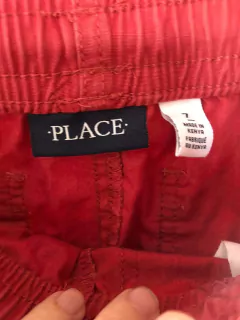 ·PLACE·
7
MADE IN
KENYA
FABRIQUÉ
AU KENYA